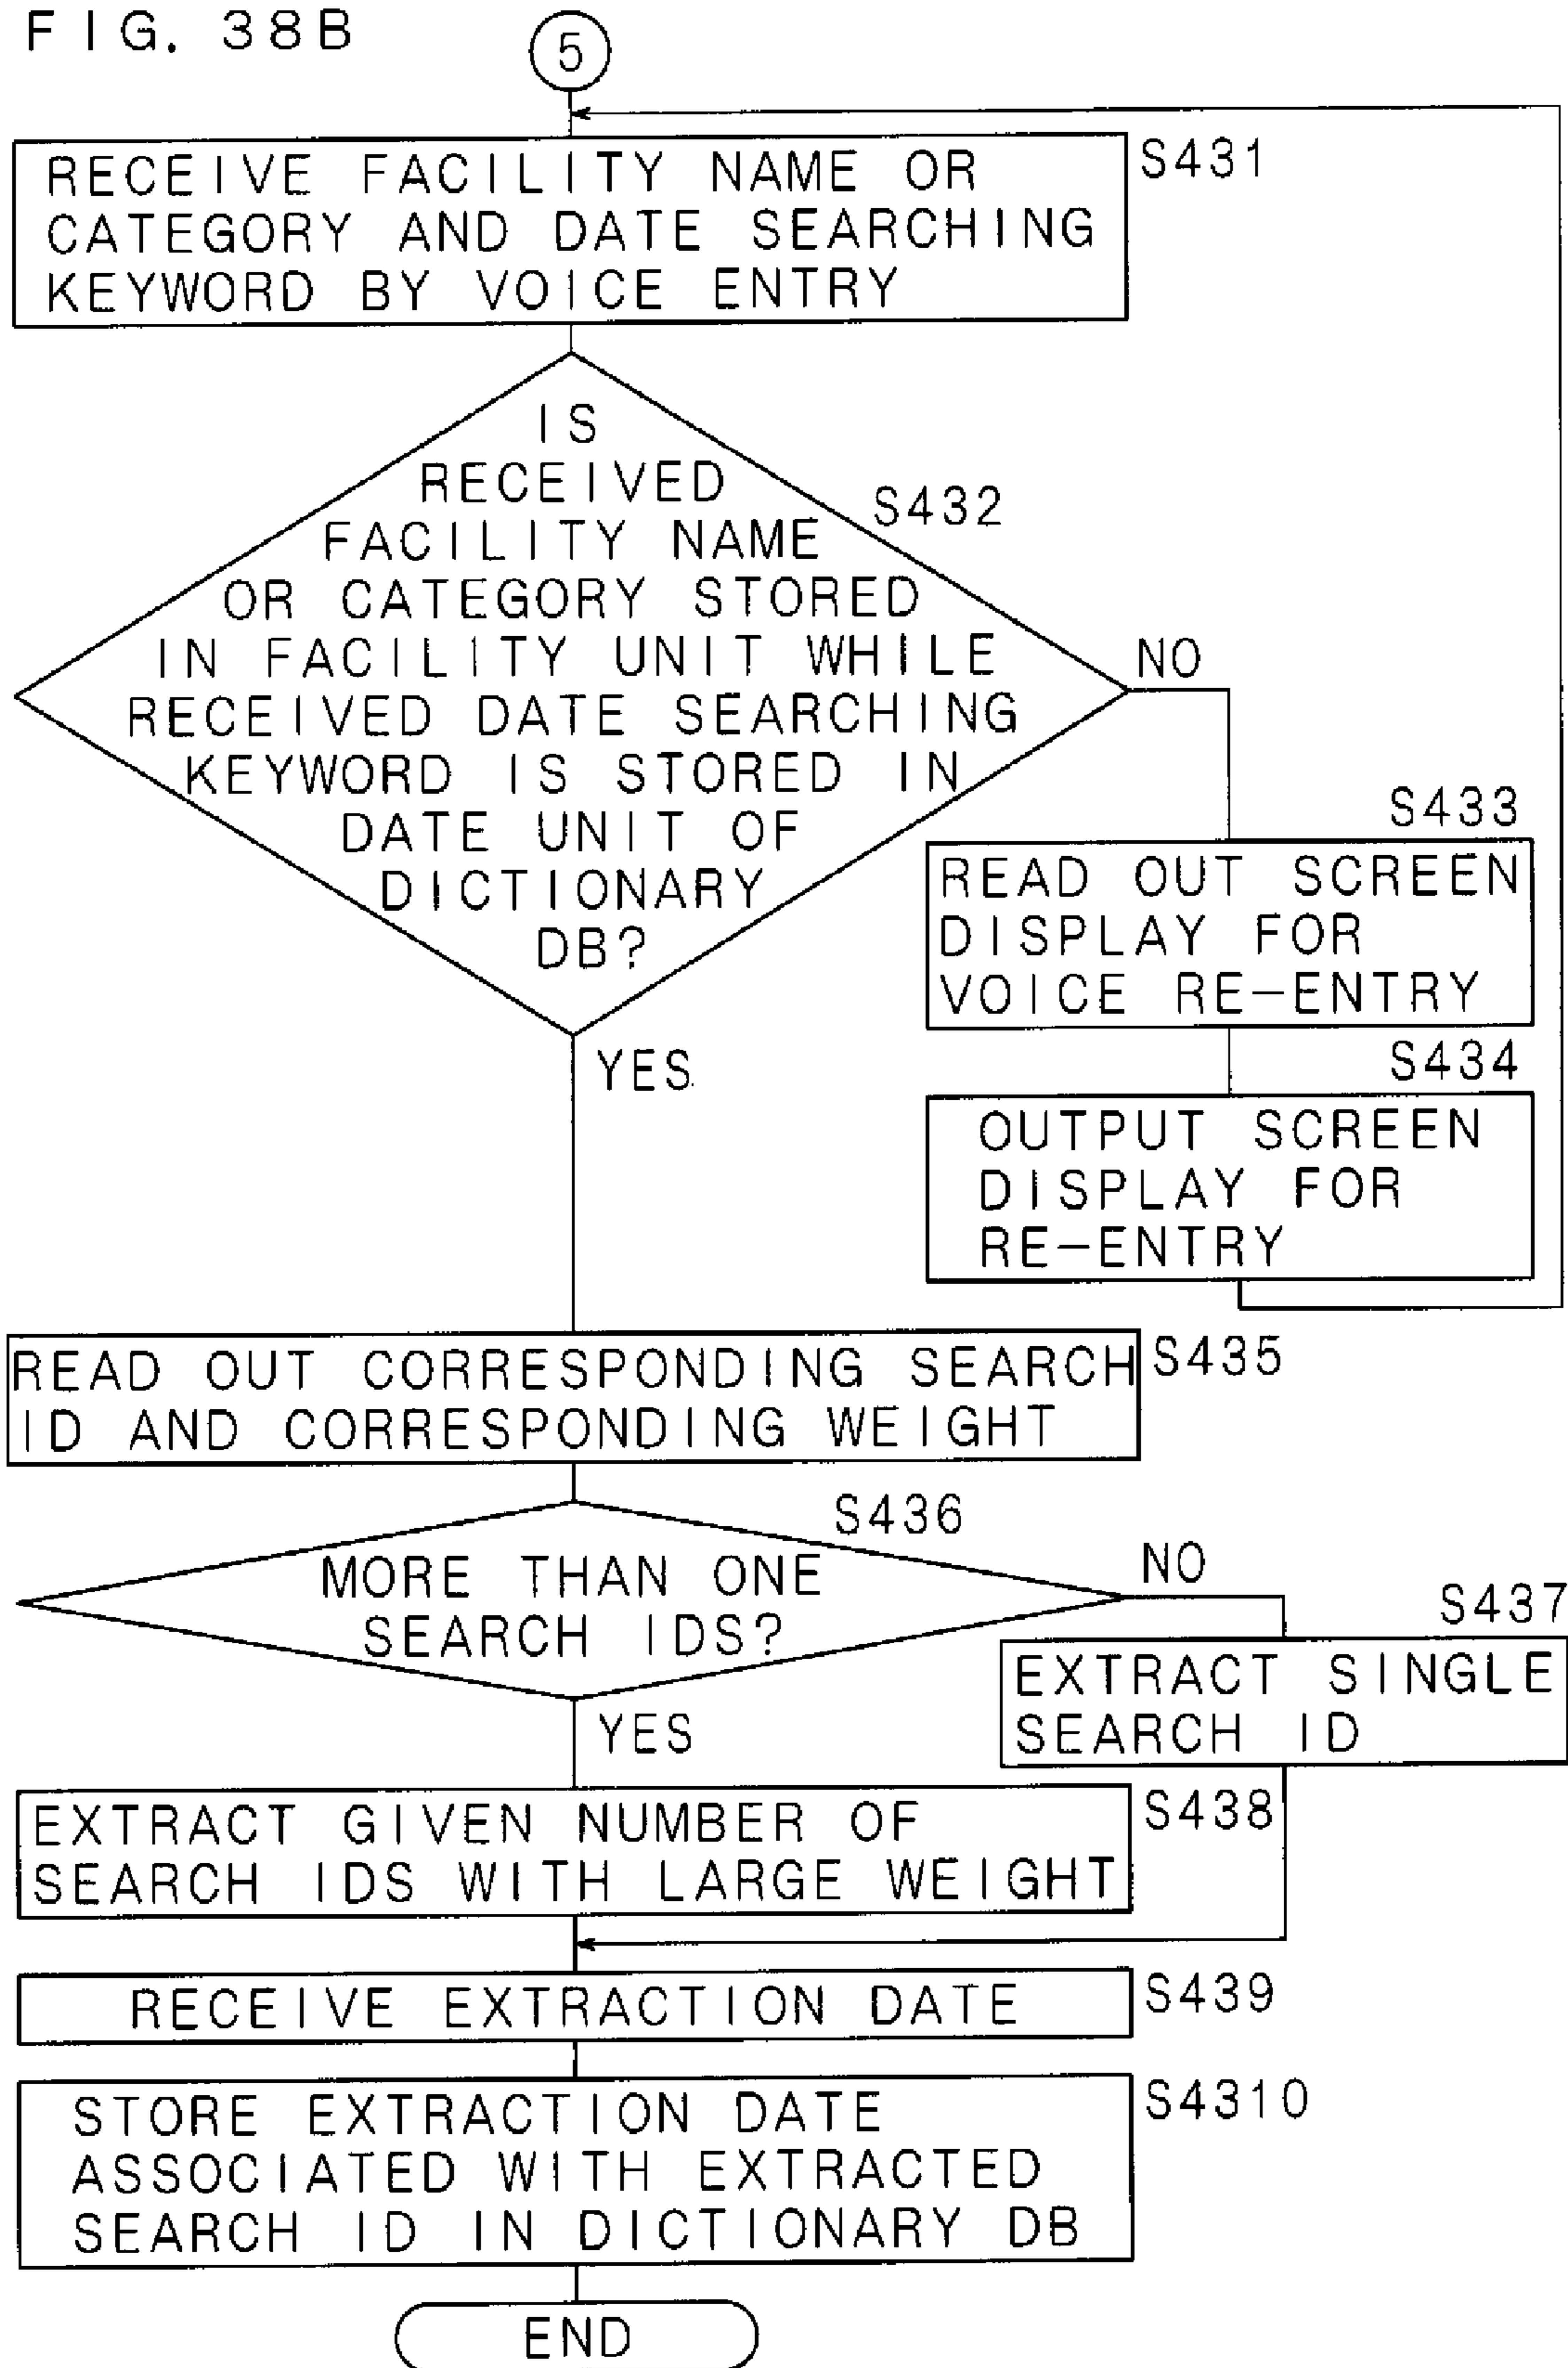 FIG. 38B
5
RECEIVE FACILITY NAME OR
CATEGORY AND DATE SEARCHING
KEYWORD BY VOICE ENTRY
S431
IS
RECEIVED
FACILITY NAME
OR CATEGORY STORED
IN FACILITY UNIT WHILE
RECEIVED DATE SEARCHING
KEYWORD IS STORED IN
DATE UNIT OF
DICTIONARY
DB?
S432
NO
YES
S433
READ OUT SCREEN
DISPLAY FOR
VOICE RE-ENTRY
S434
OUTPUT SCREEN
DISPLAY FOR
RE-ENTRY
READ OUT CORRESPONDING SEARCH
ID AND CORRESPONDING WEIGHT
S435
S436
MORE THAN ONE
SEARCH IDS?
NO
YES
S437
EXTRACT SINGLE
SEARCH ID
EXTRACT GIVEN NUMBER OF
SEARCH IDS WITH LARGE WEIGHT
S438
RECEIVE EXTRACTION DATE
S439
STORE EXTRACTION DATE
ASSOCIATED WITH EXTRACTED
SEARCH ID IN DICTIONARY DB
S4310
END